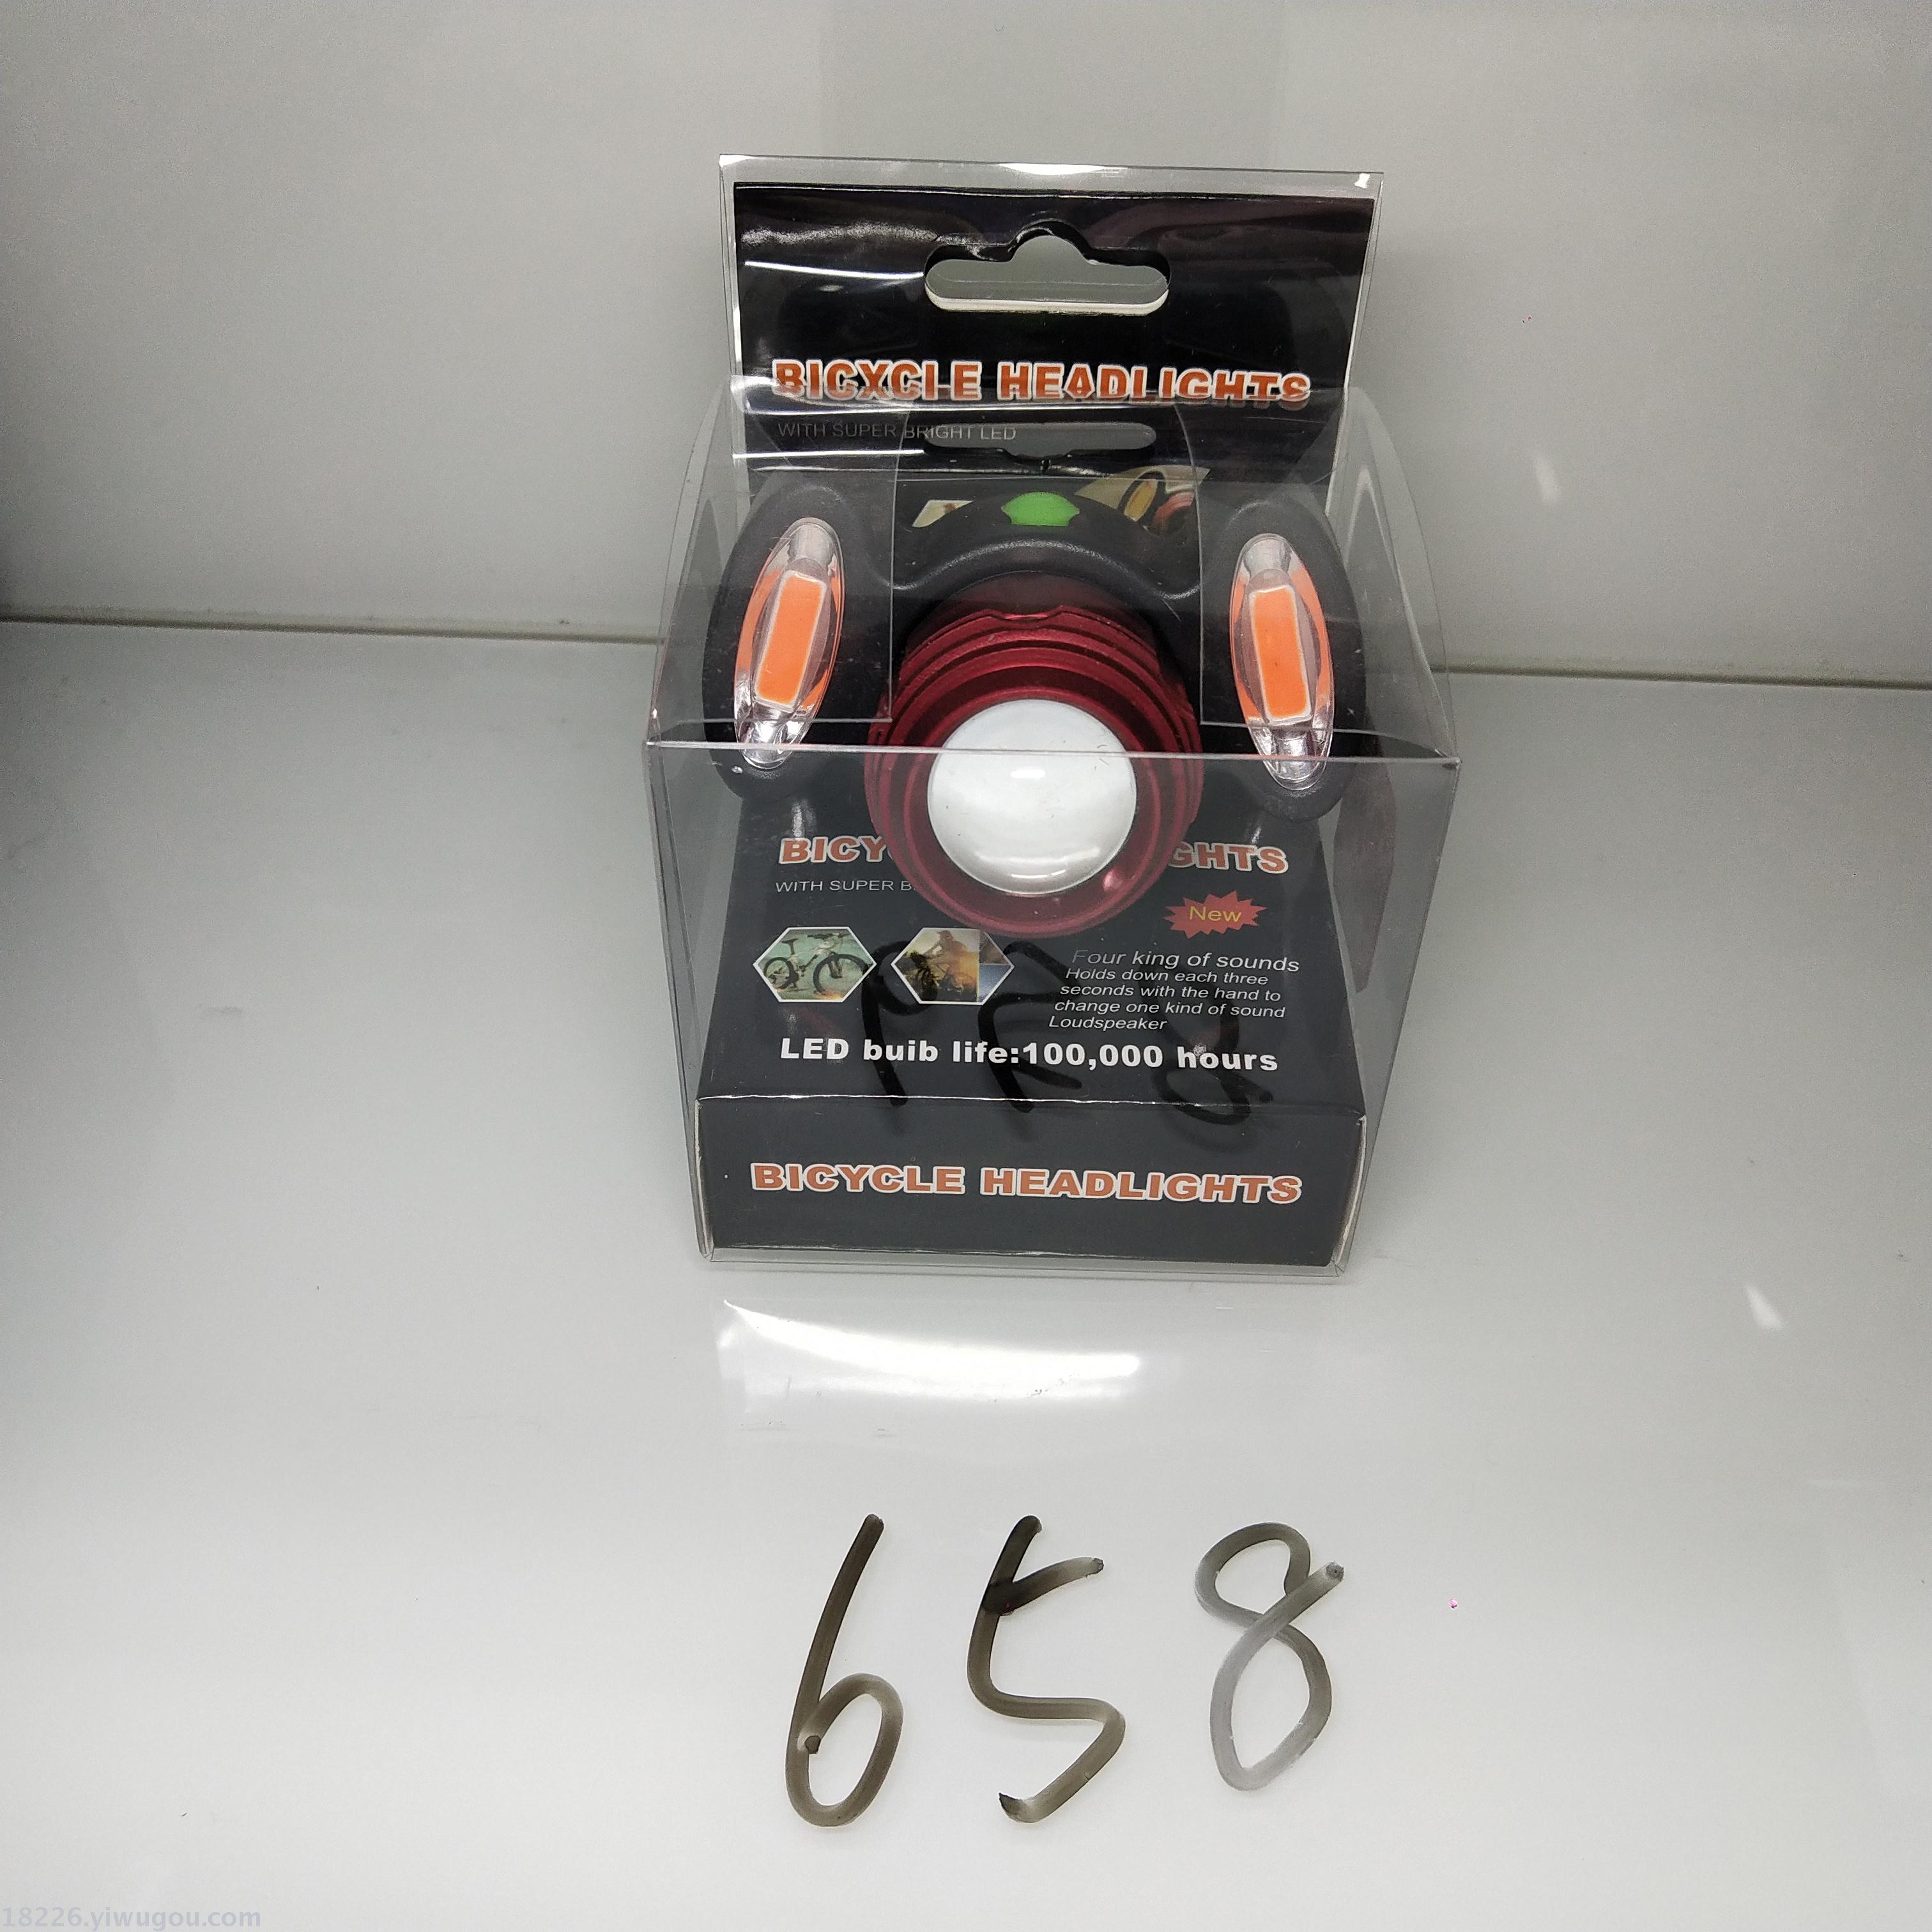 BICYCLE HEADLIGHTS
WITH SUPER BRIGHT LED
BICY GHTS
WITH SUPER B
New
Four king of sounds
Holds down each three
seconds with the hand to
change one kind of sound
Loudspeaker
LED buib life:100,000 hours
BICYCLE HEADLIGHTS
658
18226.yiwugou.com